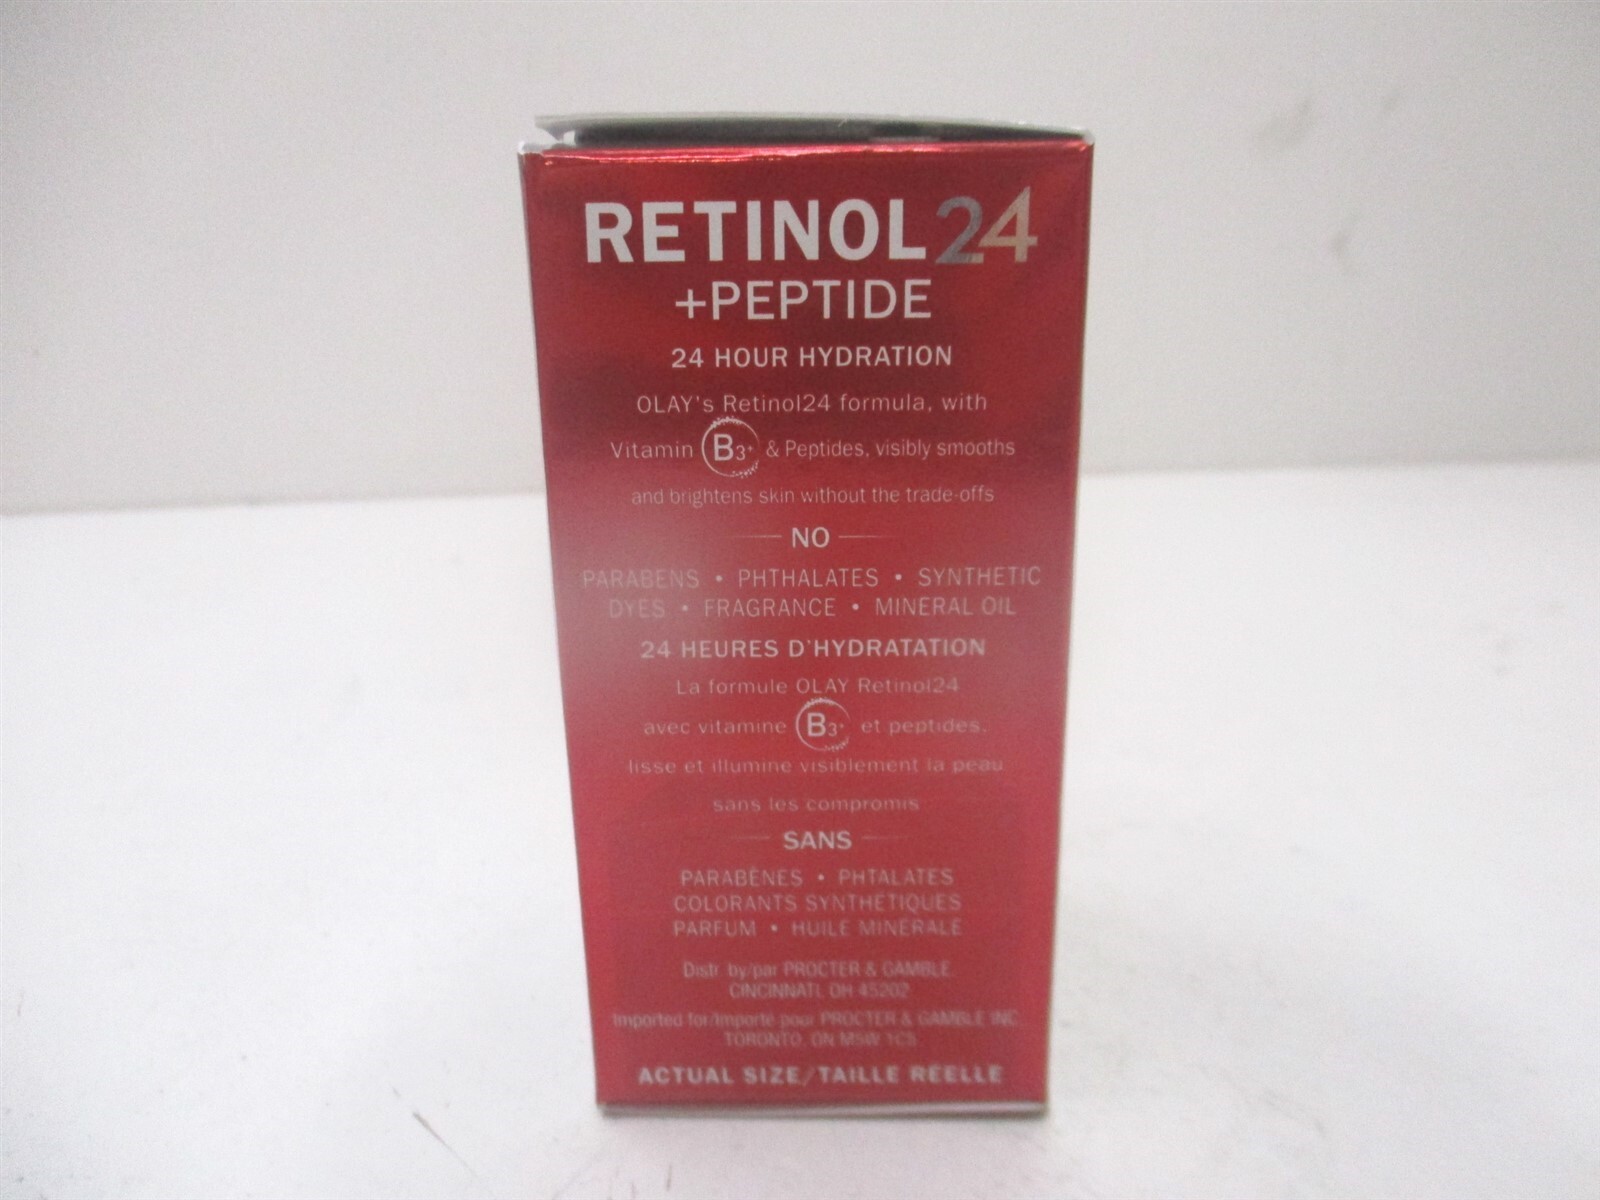 RETINOL24
+PEPTIDE
24 HOUR HYDRATION
OLAY's Retinol24 formula, with
Vitamin B3+ & Peptides, visibly smooths
and brightens skin without the trade-offs
NO
PARABENS • PHTHALATES • SYNTHETIC
DYES • FRAGRANCE • MINERAL OIL
24 HEURES D'HYDRATATION
La formule OLAY Retinol24
avec vitamine B3+ et peptides,
lisse et illumine visiblement la peau
sans les compromis
SANS
PARABÈNES • PHTALATES
COLORANTS SYNTHÉTIQUES
PARFUM • HUILE MINÉRALE
Distr. by/par PROCTER & GAMBLE,
CINCINNATI, OH 45202
Imported for/Importé pour PROCTER & GAMBLE INC.
TORONTO, ON M5W 1C5
ACTUAL SIZE/TAILLE RÉELLE